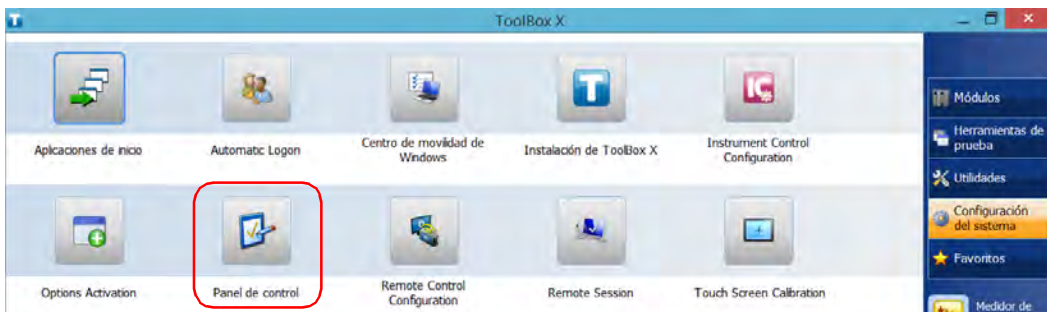 ToolBox X
Aplicaciones de inicio
Automatic Logon
Centro de movilidad de
Windows
Instalación de ToolBox X
Instrument Control
Configuration
Options Activation
Panel de control
Remote Control
Configuration
Remote Session
Touch Screen Calibration
Módulos
Herramientas de
prueba
Utilidades
Configuración
del sistema
Favoritos
Medidor de